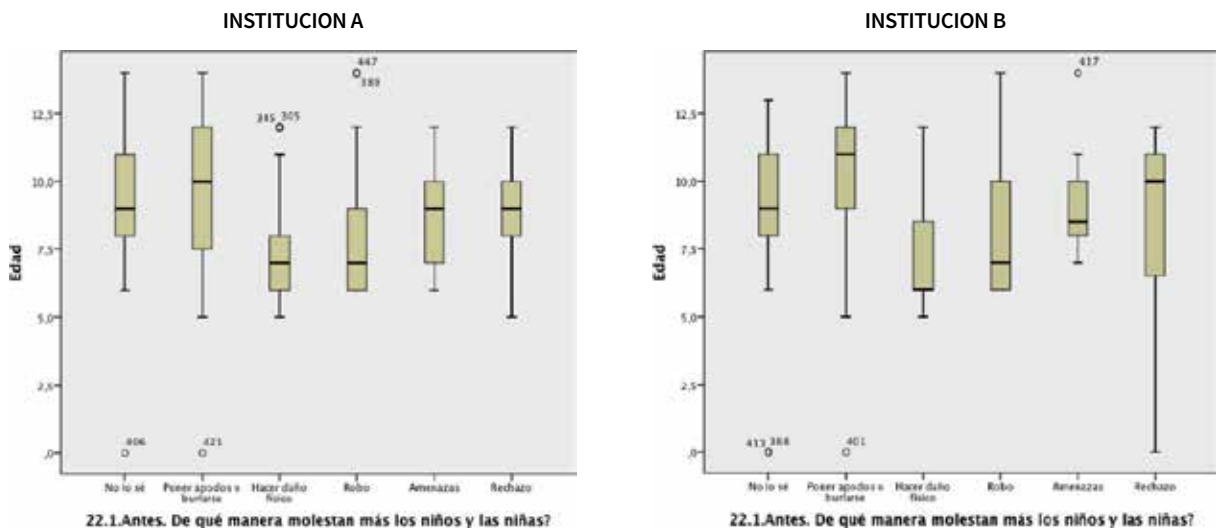 INSTITUCION A
447
389
345 305
12,5
10,0
7,5
5,0
2,5
,0
Edad
406
421
No lo sé
Poner apodos o burlarse
Hacer daño físico
Robo
Amenazas
Rechazo
22.1.Antes. De qué manera molestan más los niños y las niñas?
INSTITUCION B
417
12,5
10,0
7,5
5,0
2,5
,0
Edad
413 388
401
No lo sé
Poner apodos o burlarse
Hacer daño físico
Robo
Amenazas
Rechazo
22.1.Antes. De qué manera molestan más los niños y las niñas?